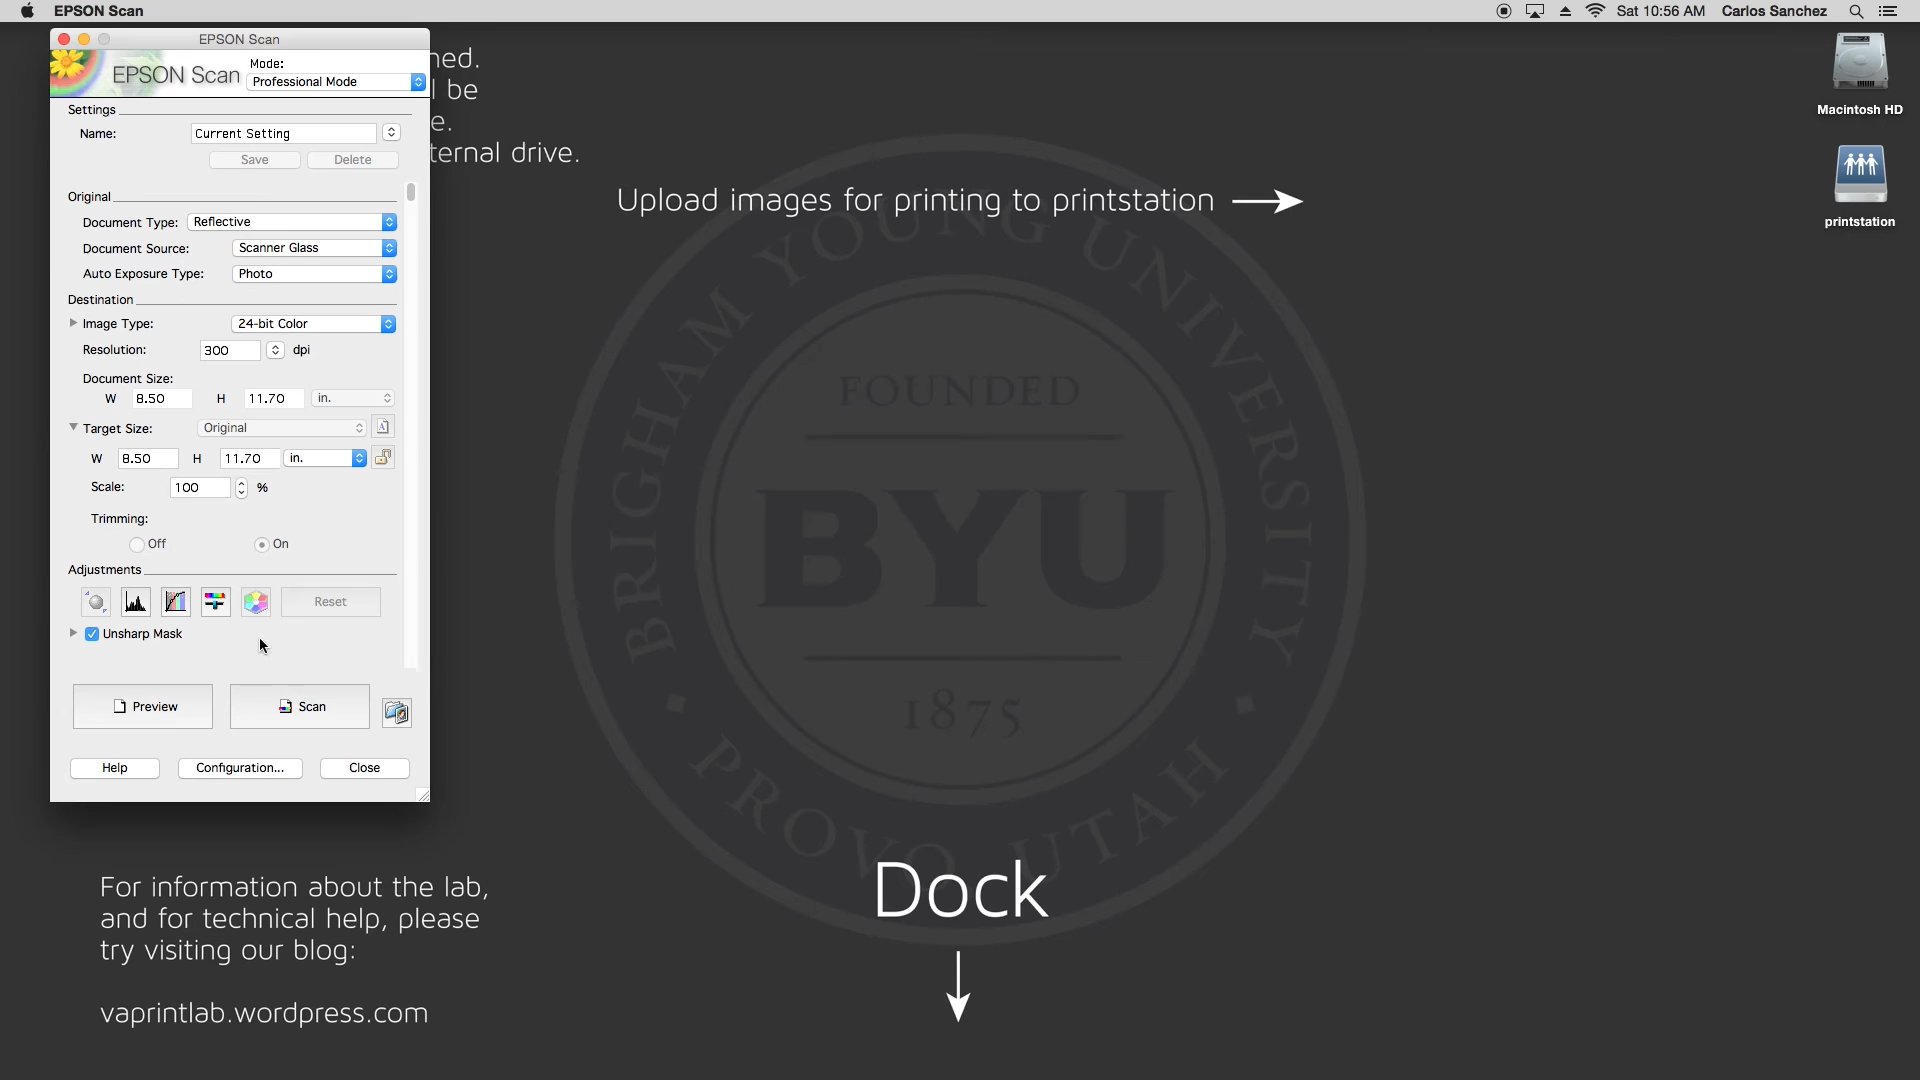 EPSON Scan
Sat 10:56 AM
Carlos Sanchez
EPSON Scan
EPSON Scan
Mode:
Professional Mode
Settings
Name:
Current Setting
Save
Delete
Original
Document Type:
Reflective
Document Source:
Scanner Glass
Auto Exposure Type:
Photo
Destination
Image Type:
24-bit Color
Resolution:
300
dpi
Document Size:
W 8.50 H 11.70 in.
Target Size:
Original
W 8.50 H 11.70 in.
Scale:
100
%
Trimming:
Off
On
Adjustments
Reset
Unsharp Mask
Preview
Scan
Help
Configuration...
Close
be
drive.
Upload images for printing to printstation
Macintosh HD
printstation
BRIGHAM YOUNG UNIVERSITY
FOUNDED
BYU
1875
PROVO, UTAH
For information about the lab,
and for technical help, please
try visiting our blog:
vaprintlab.wordpress.com
Dock